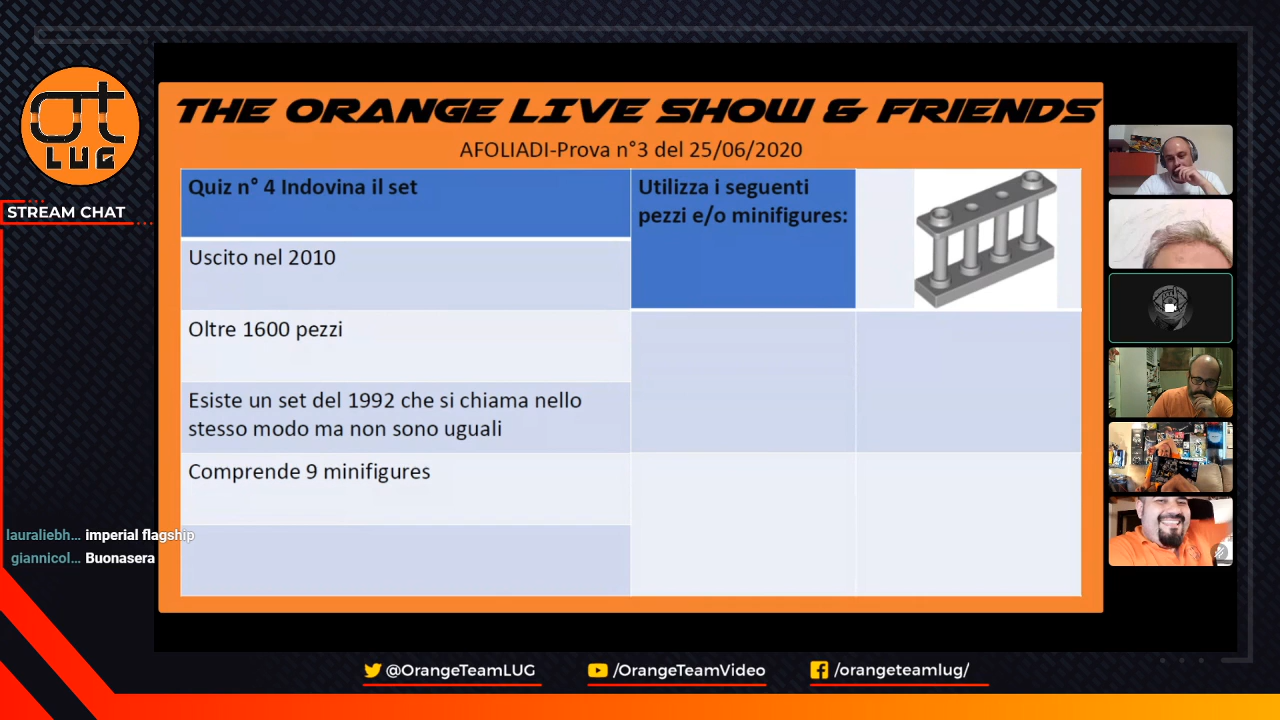 THE ORANGE LIVE SHOW & FRIENDS
AFOLIADI-Prova n°3 del 25/06/2020
Quiz n° 4 Indovina il set
Utilizza i seguenti
pezzi e/o minifigures:
Uscito nel 2010
Oltre 1600 pezzi
Esiste un set del 1992 che si chiama nello
stesso modo ma non sono uguali
Comprende 9 minifigures
ot
LUG
STREAM CHAT
lauraliebh... imperial flagship
giannicol... Buonasera
@OrangeTeamLUG
/OrangeTeamVideo
/orangeteamlug/